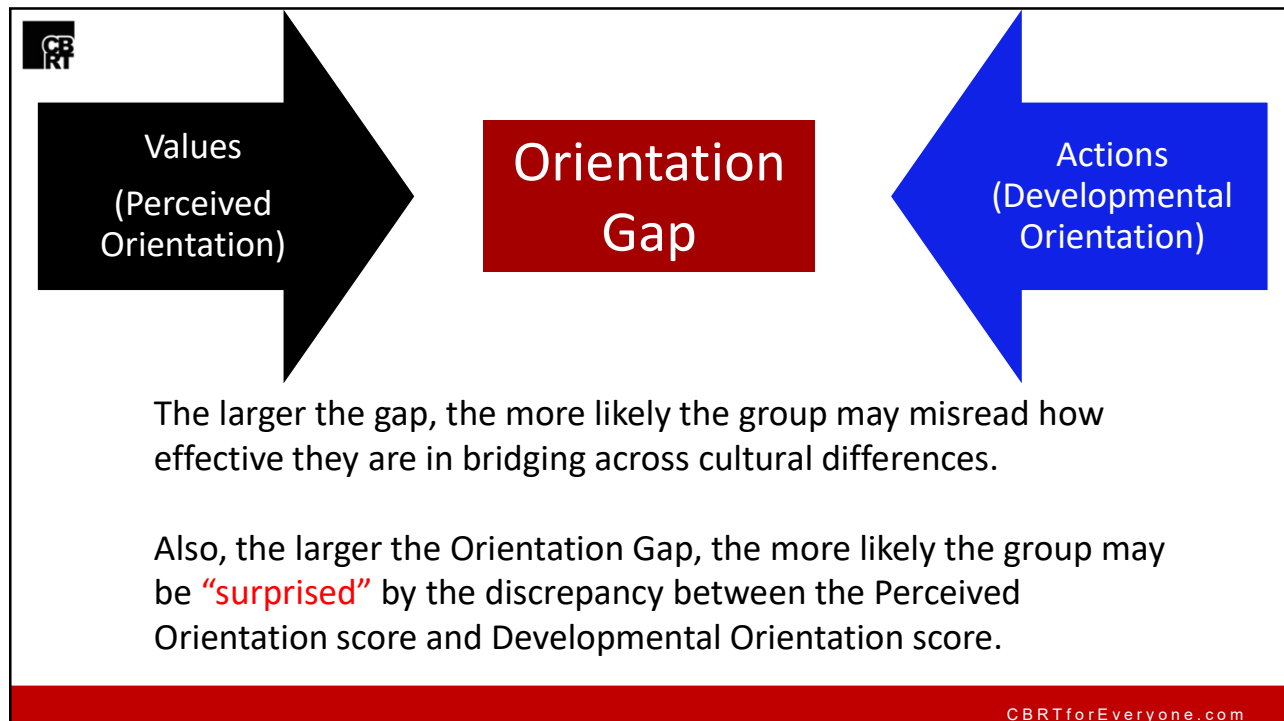 CB
RT
Values
(Perceived
Orientation)
Orientation
Gap
Actions
(Developmental
Orientation)
The larger the gap, the more likely the group may misread how
effective they are in bridging across cultural differences.
Also, the larger the Orientation Gap, the more likely the group may
be “surprised” by the discrepancy between the Perceived
Orientation score and Developmental Orientation score.
CBRTforEveryone.com